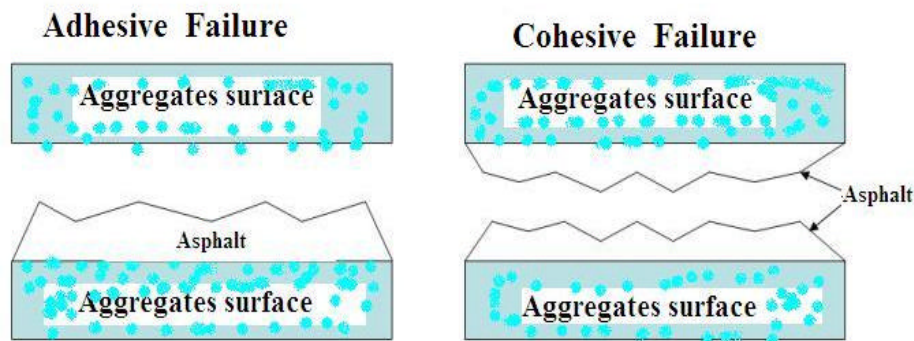 Adhesive Failure
Cohesive Failure
Aggregates surface
Aggregates surface
Asphalt
Asphalt
Aggregates surface
Aggregates surface